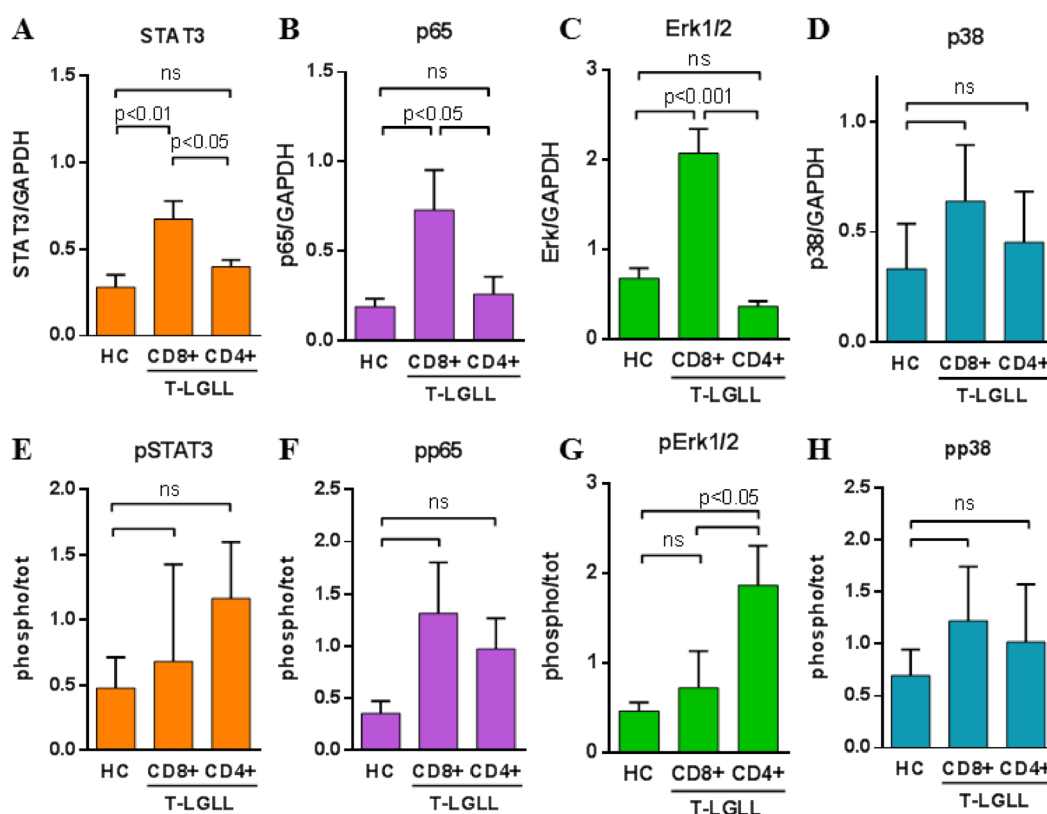 A
STAT3
ns
p<0.01
p<0.05
STAT3/GAPDH
1.5
1.0
0.5
0.0
HC
CD8+ CD4+
T-LGLL
B
p65
ns
p<0.05
p65/GAPDH
1.5
1.0
0.5
0.0
HC
CD8+ CD4+
T-LGLL
C
Erk1/2
ns
p<0.001
Erk/GAPDH
3
2
1
0
HC
CD8+ CD4+
T-LGLL
D
p38
ns
p38/GAPDH
1.0
0.5
0.0
HC
CD8+ CD4+
T-LGLL
E
pSTAT3
ns
phospho/tot
2.0
1.5
1.0
0.5
0.0
HC
CD8+ CD4+
T-LGLL
F
pp65
ns
phospho/tot
2.5
2.0
1.5
1.0
0.5
0.0
HC
CD8+ CD4+
T-LGLL
G
pErk1/2
p<0.05
ns
phospho/tot
3
2
1
0
HC
CD8+ CD4+
T-LGLL
H
pp38
ns
phospho/tot
2.5
2.0
1.5
1.0
0.5
0.0
HC
CD8+ CD4+
T-LGLL